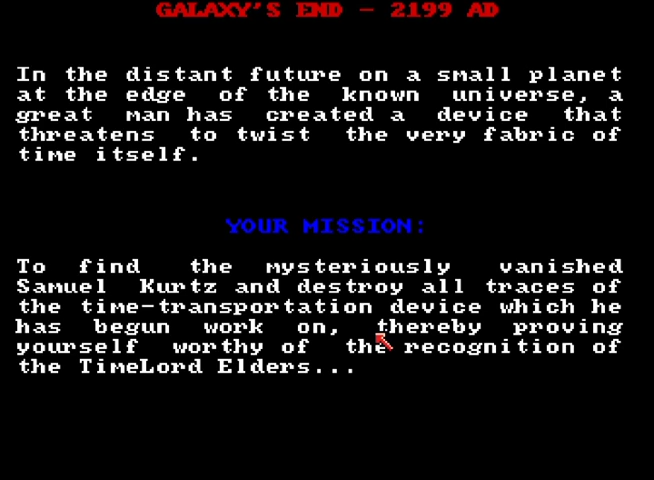 GALAXY'S END - 2199 AD
In the distant future on a small planet
at the edge of the known universe, a
great man has created a device that
threatens to twist the very fabric of
time itself.
YOUR MISSION:
To find the mysteriously vanished
Samuel Kurtz and destroy all traces of
the time-transportation device which he
has begun work on, thereby proving
yourself worthy of the recognition of
the TimeLord Elders...